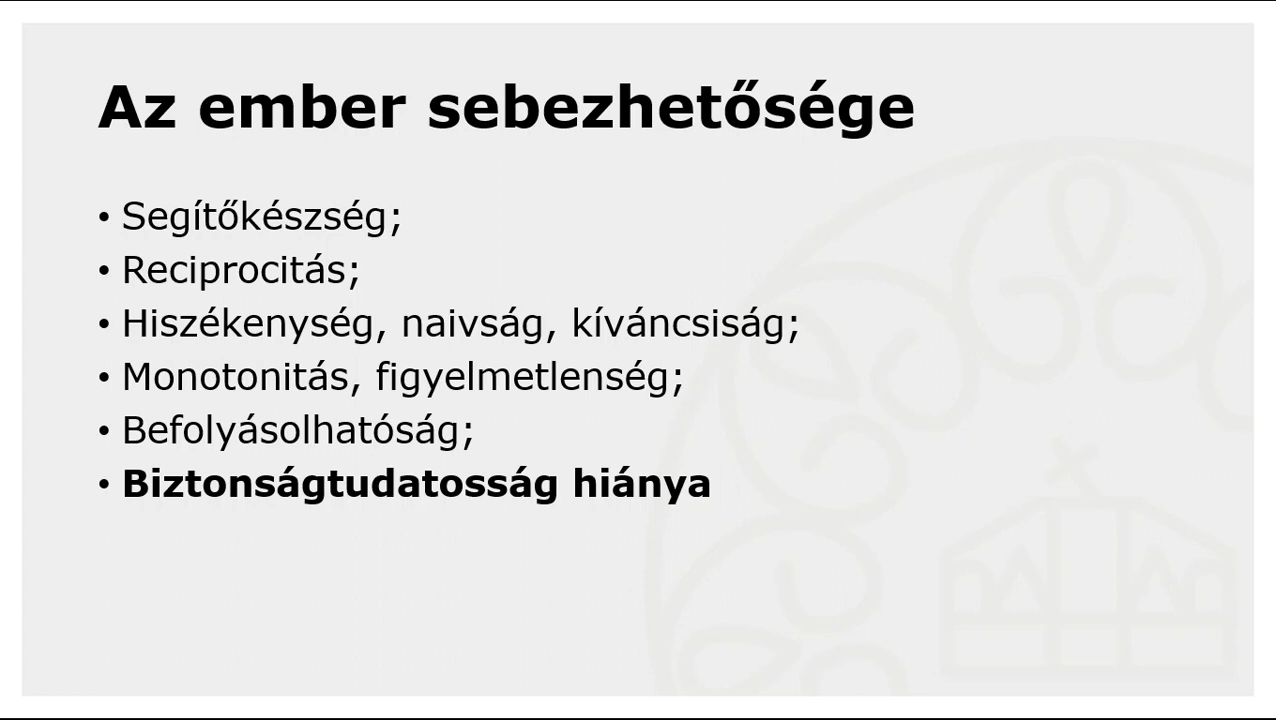 Az ember sebezhetősége
• Segítőkészség;
• Reciprocitás;
• Hiszékenység, naivság, kíváncsiság;
• Monotonitás, figyelmetlenség;
• Befolyásolhatóság;
• Biztonságtudatosság hiánya